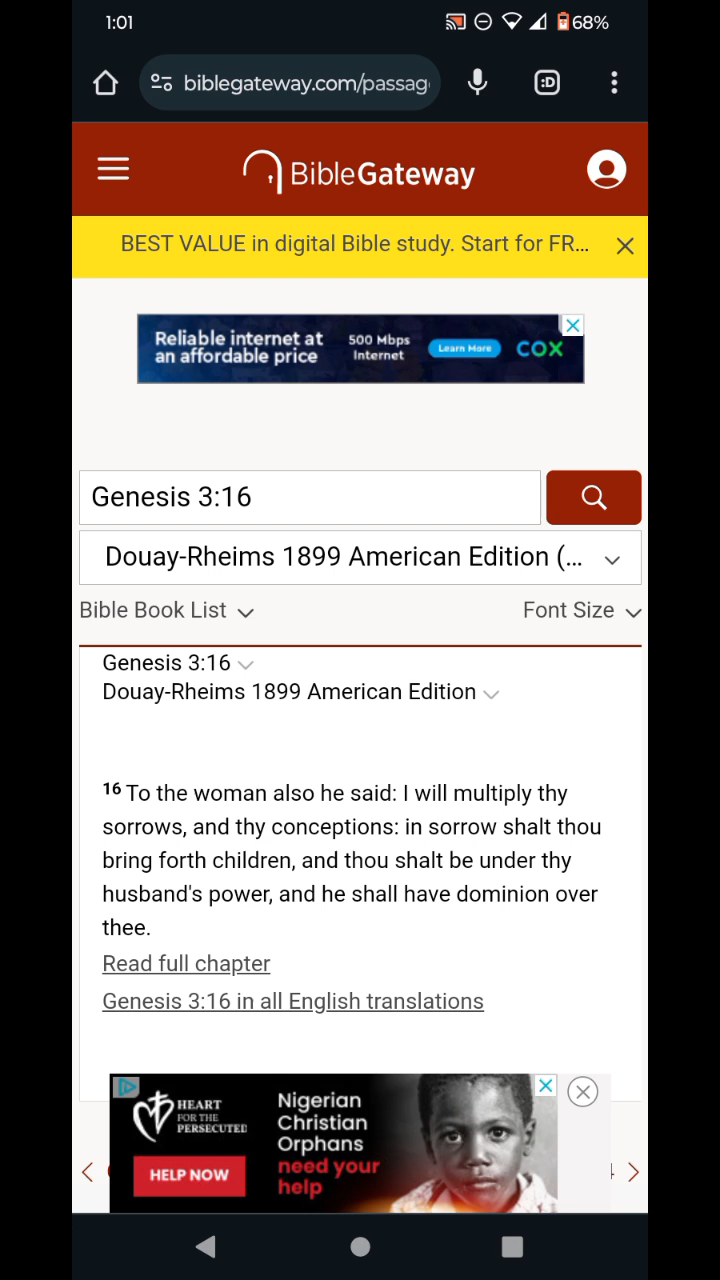 1:01
68%
biblegateway.com/passag
:D
BibleGateway
BEST VALUE in digital Bible study. Start for FR...
Reliable internet at
an affordable price
500 Mbps
Internet
Learn More
COX
Genesis 3:16
Douay-Rheims 1899 American Edition (...
Bible Book List
Font Size
Genesis 3:16
Douay-Rheims 1899 American Edition
16 To the woman also he said: I will multiply thy
sorrows, and thy conceptions: in sorrow shalt thou
bring forth children, and thou shalt be under thy
husband's power, and he shall have dominion over
thee.
Read full chapter
Genesis 3:16 in all English translations
HEART
FOR THE
PERSECUTED
HELP NOW
Nigerian
Christian
Orphans
need your
help